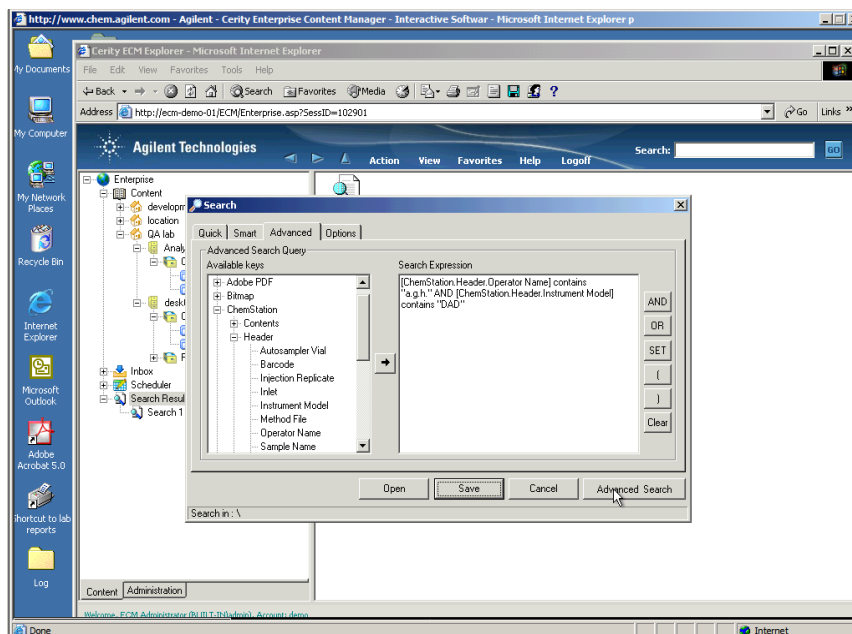 http://www.chem.agilent.com - Agilent - Cerity Enterprise Content Manager - Interactive Softwar - Microsoft Internet Explorer p
My Documents
My Computer
My Network Places
Recycle Bin
Internet Explorer
Microsoft Outlook
Adobe Acrobat 5.0
Shortcut to lab reports
Log
Cerity ECM Explorer - Microsoft Internet Explorer
File Edit View Favorites Tools Help
Back Search Favorites Media
Address http://ecm-demo-01/ECM/Enterprise.asp?SessID=102901 Go Links »
Agilent Technologies Action View Favorites Help Logoff Search: GO
Enterprise
Content
developm
location
QA lab
Analy
C
deskt
C
F
Inbox
Scheduler
Search Resul
Search 1
Search
Quick Smart Advanced Options
Advanced Search Query
Available keys
Adobe PDF
Bitmap
ChemStation
Contents
Header
Autosampler Vial
Barcode
Injection Replicate
Inlet
Instrument Model
Method File
Operator Name
Sample Name
Search Expression
[ChemStation.Header.Operator Name] contains
"a.g.h." AND [ChemStation.Header.Instrument Model]
contains "DAD"
AND
OR
SET
(
)
Clear
Open Save Cancel Advanced Search
Search in : \
Content Administration
Welcome, ECM Administrator (BUILT-IN\admin), Account: demo
Done Internet